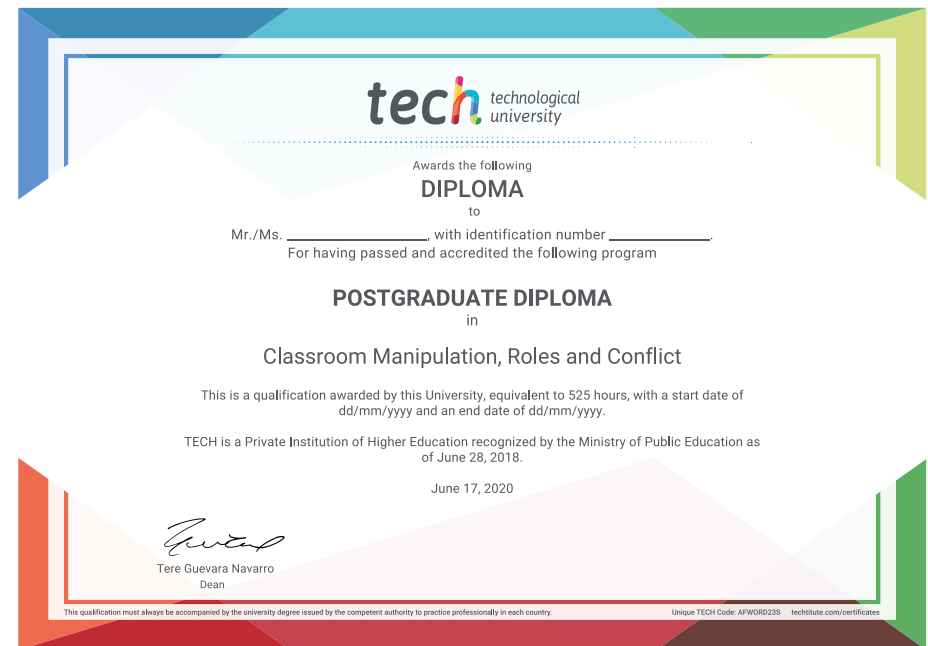 tech technological
university
Awards the following
DIPLOMA
to
Mr./Ms. ____________________, with identification number ______________.
For having passed and accredited the following program
POSTGRADUATE DIPLOMA
in
Classroom Manipulation, Roles and Conflict
This is a qualification awarded by this University, equivalent to 525 hours, with a start date of
dd/mm/yyyy and an end date of dd/mm/yyyy.
TECH is a Private Institution of Higher Education recognized by the Ministry of Public Education as
of June 28, 2018.
June 17, 2020
Tere Guevara Navarro
Dean
This qualification must always be accompanied by the university degree issued by the competent authority to practice professionally in each country.
Unique TECH Code: AFWORD23S techtitute.com/certificates